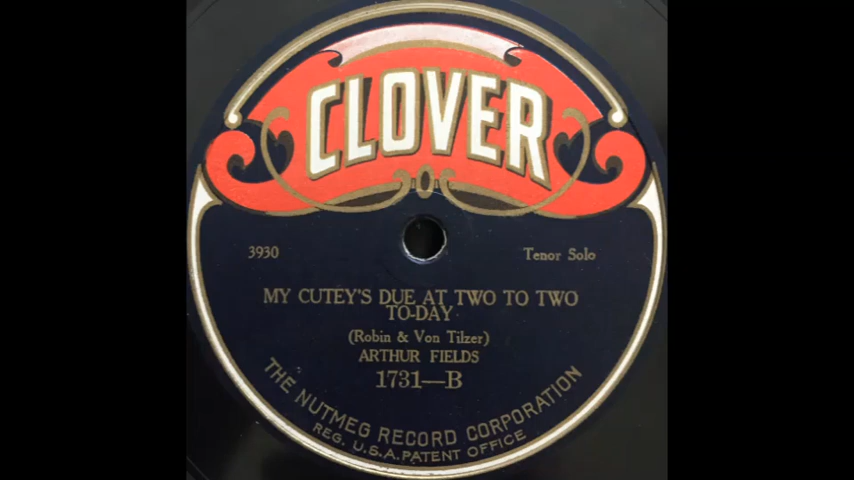 CLOVER
3930
Tenor Solo
MY CUTEY'S DUE AT TWO TO TWO
TO-DAY
(Robin & Von Tilzer)
ARTHUR FIELDS
1731—B
THE NUTMEG RECORD CORPORATION
REG. U.S.A. PATENT OFFICE